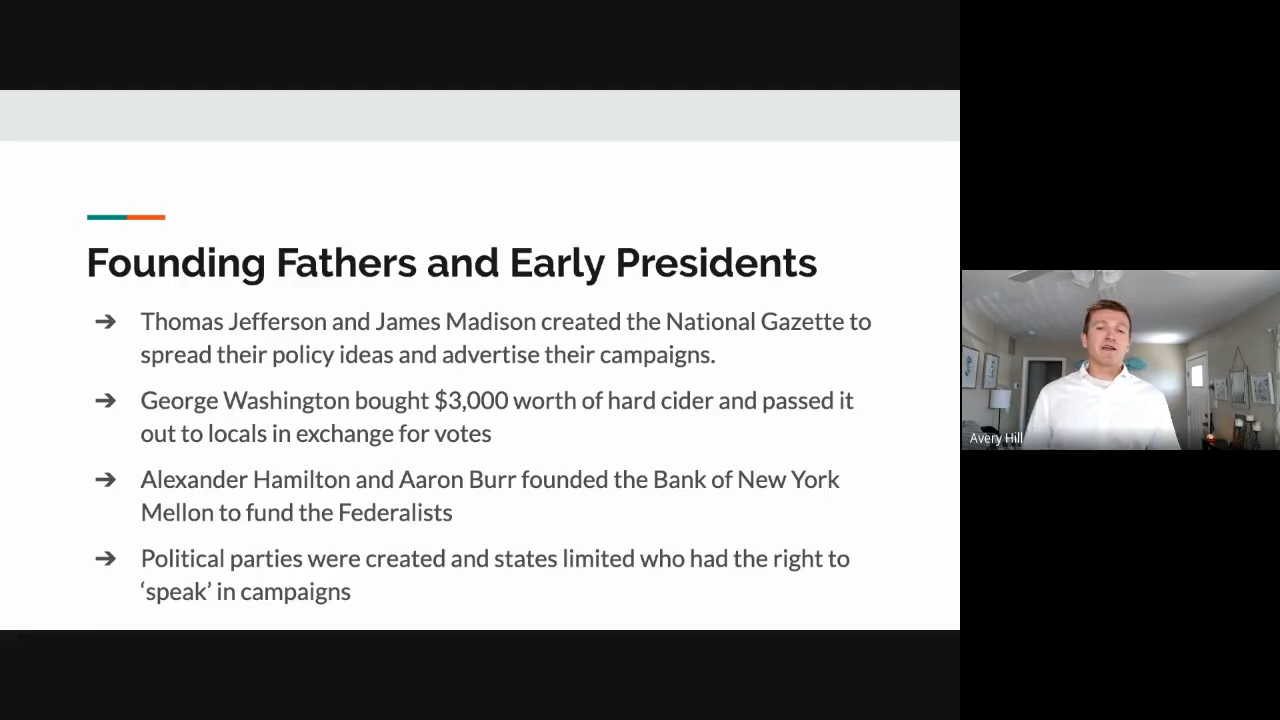 Founding Fathers and Early Presidents
➔ Thomas Jefferson and James Madison created the National Gazette to
spread their policy ideas and advertise their campaigns.
➔ George Washington bought $3,000 worth of hard cider and passed it
out to locals in exchange for votes
➔ Alexander Hamilton and Aaron Burr founded the Bank of New York
Mellon to fund the Federalists
➔ Political parties were created and states limited who had the right to
‘speak’ in campaigns
Avery Hill